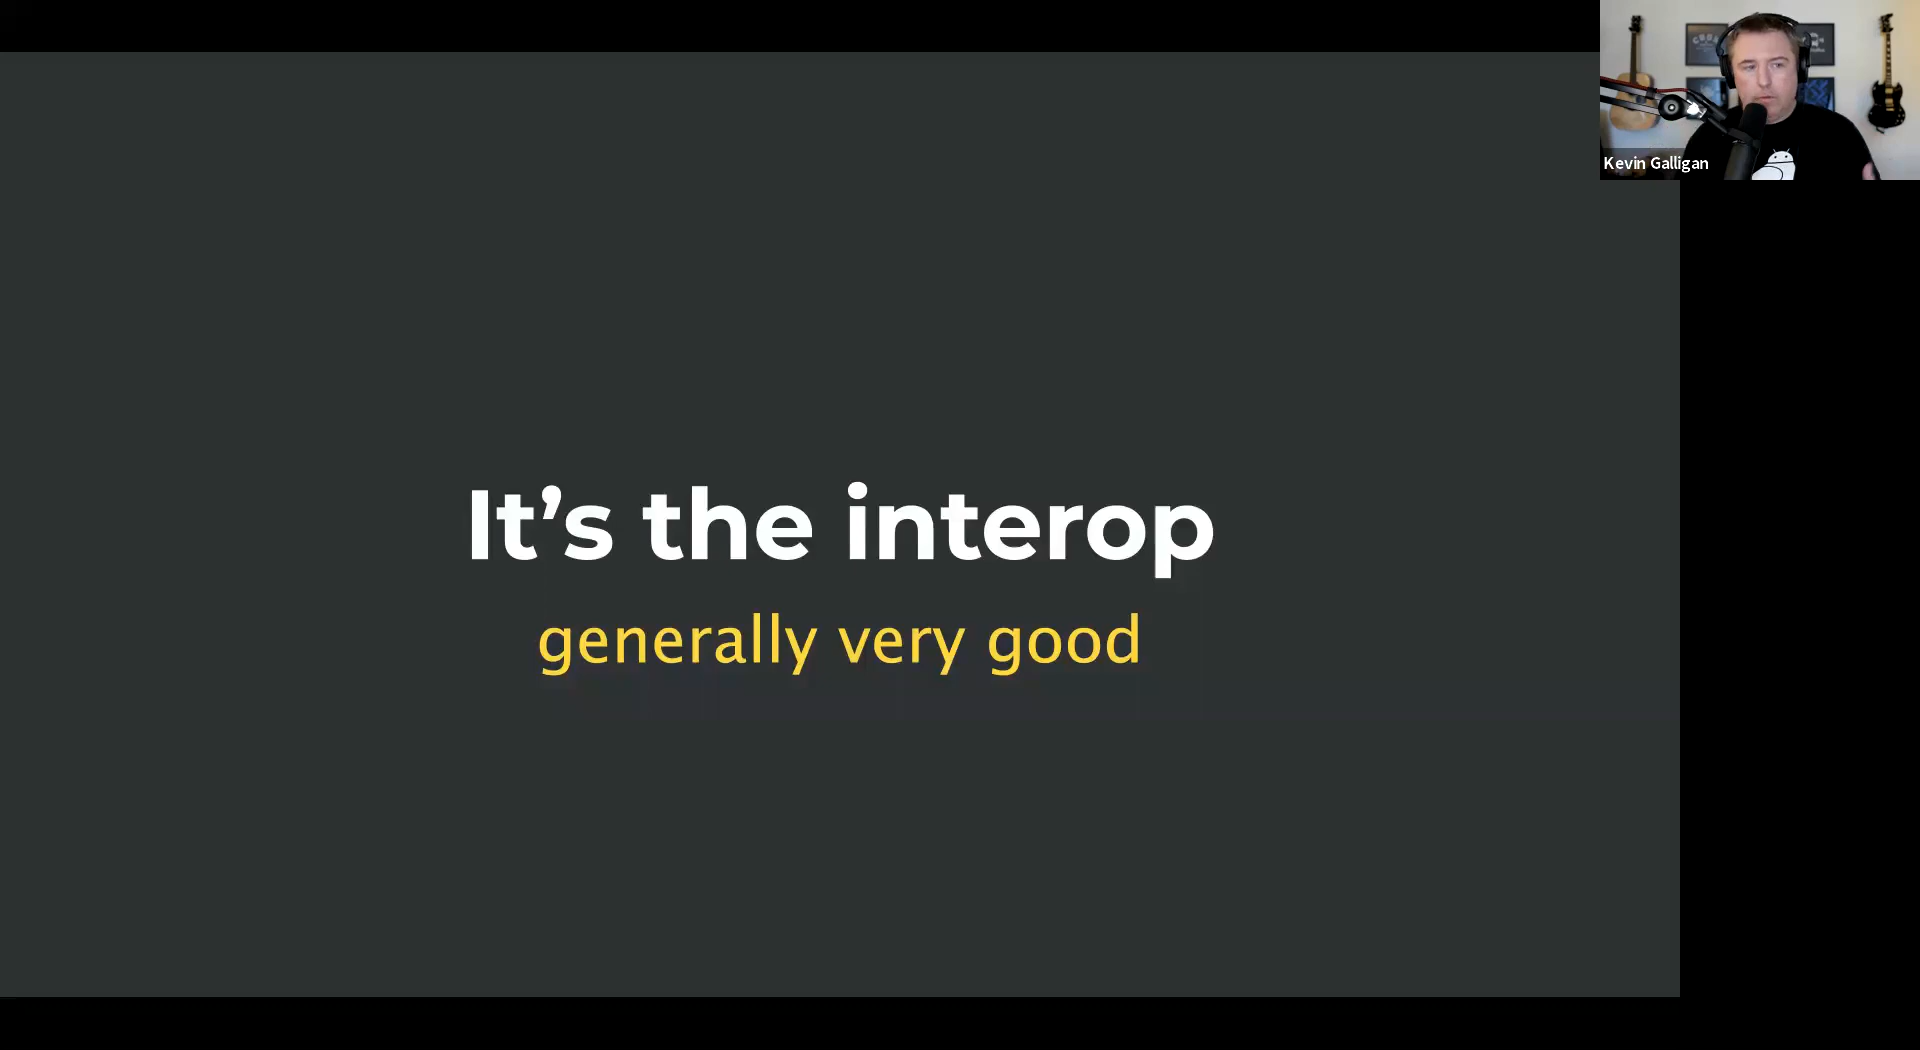 Kevin Galligan
It’s the interop
generally very good